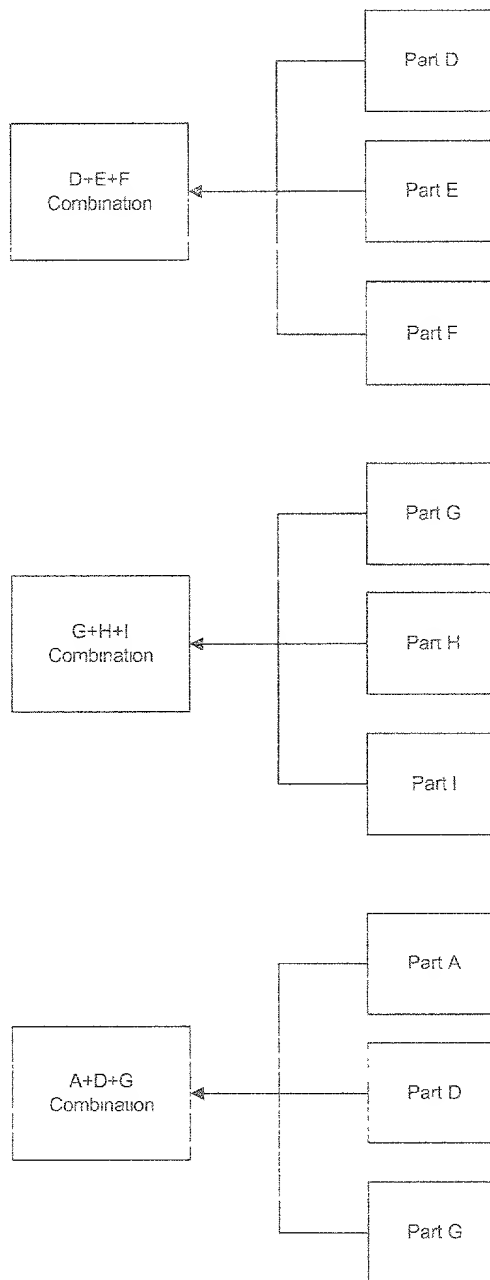 Part D
D+E+F
Combination
Part E
Part F
Part G
G+H+I
Combination
Part H
Part I
Part A
A+D+G
Combination
Part D
Part G